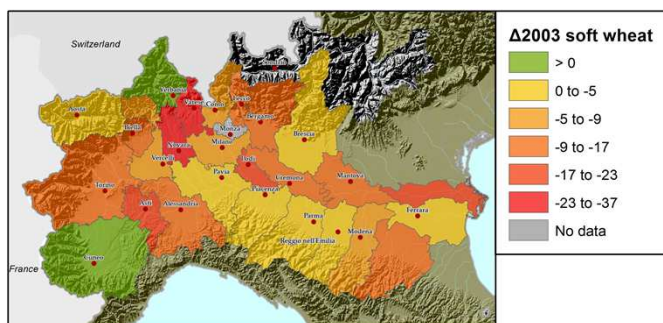 Switzerland
Sondrio
Verbania
Varese
Como
Lecco
Aosta
Biella
Bergamo
Monza
Brescia
Novara
Milano
Vercelli
Lodi
Torino
Pavia
Cremona
Mantova
Asti
Alessandria
Piacenza
Parma
Ferrara
Reggio nell'Emilia
Modena
Cuneo
France
Δ2003 soft wheat
> 0
0 to -5
-5 to -9
-9 to -17
-17 to -23
-23 to -37
No data